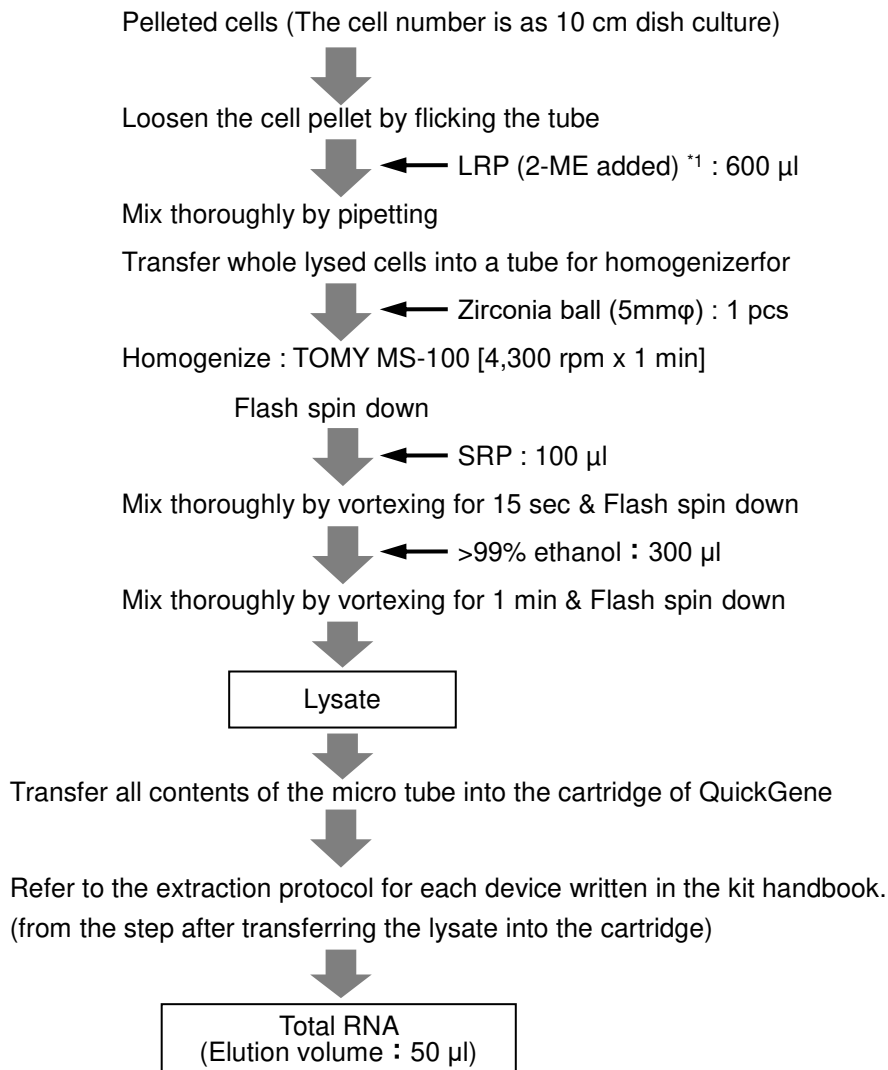 Pelleted cells (The cell number is as 10 cm dish culture)
Loosen the cell pellet by flicking the tube
LRP (2-ME added) *1 : 600 µl
Mix thoroughly by pipetting
Transfer whole lysed cells into a tube for homogenizerfor
Zirconia ball (5mmφ) : 1 pcs
Homogenize : TOMY MS-100 [4,300 rpm x 1 min]
Flash spin down
SRP : 100 µl
Mix thoroughly by vortexing for 15 sec & Flash spin down
>99% ethanol：300 µl
Mix thoroughly by vortexing for 1 min & Flash spin down
Lysate
Transfer all contents of the micro tube into the cartridge of QuickGene
Refer to the extraction protocol for each device written in the kit handbook.
(from the step after transferring the lysate into the cartridge)
Total RNA
(Elution volume：50 µl)